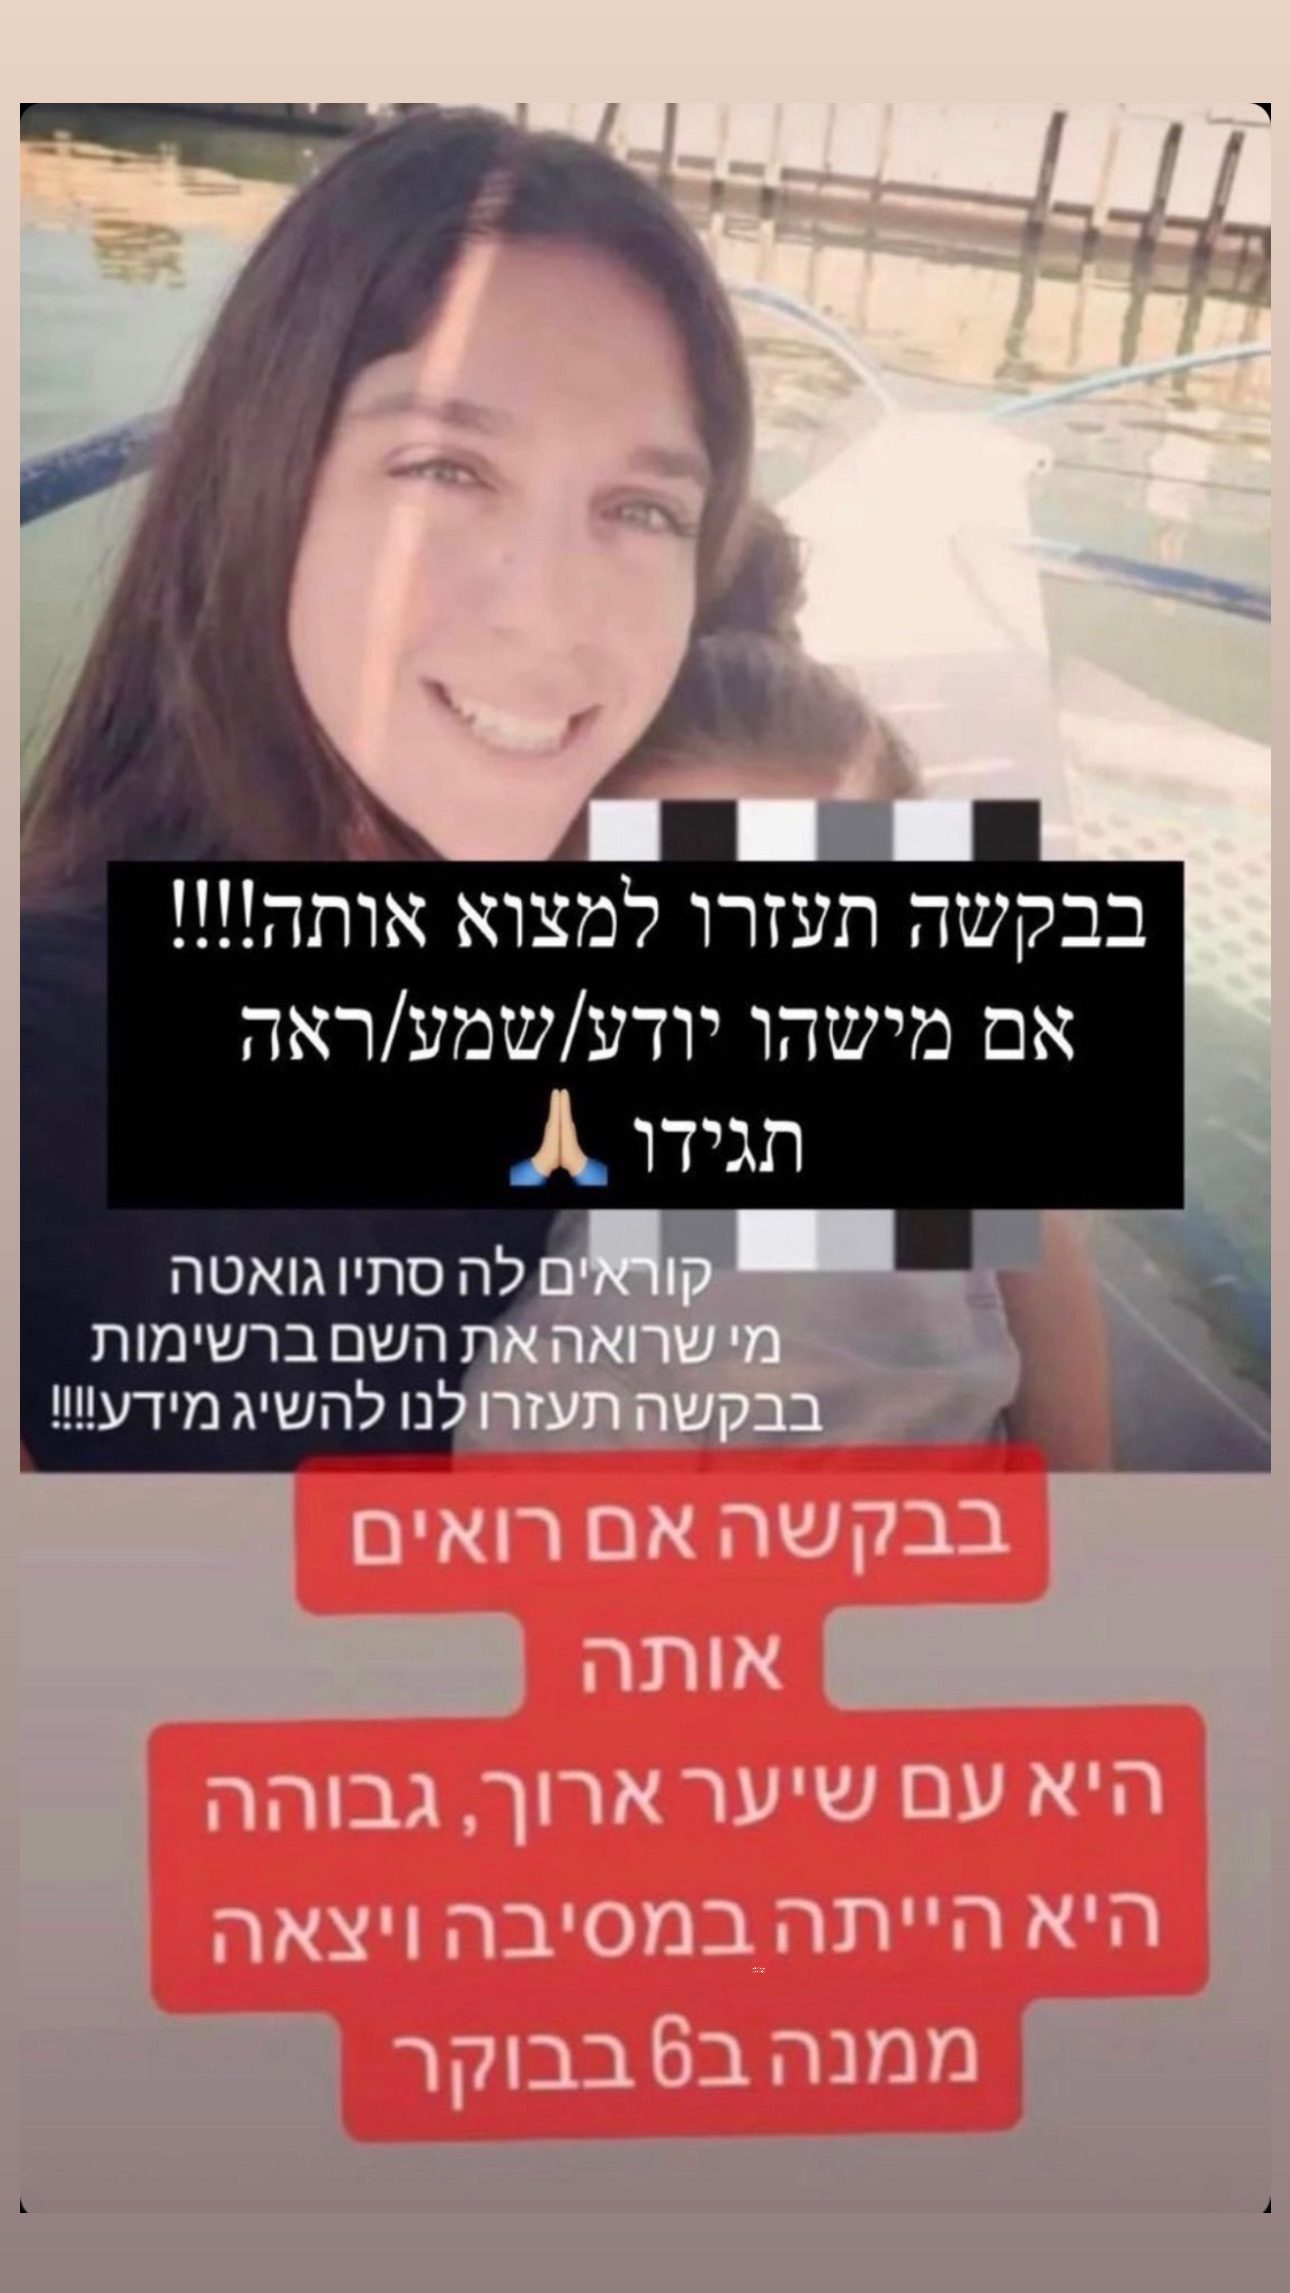 בבקשה תעזרו למצוא אותה!!!!
אם מישהו יודע/שמע/ראה
תגידו 🙏🏼
קוראים לה סתיו גואטה
מי שרואה את השם ברשימות
בבקשה תעזרו לנו להשיג מידע!!!!
בבקשה אם רואים
אותה
היא עם שיער ארוך, גבוהה
היא הייתה במסיבה ויצאה
ממנה ב6 בבוקר